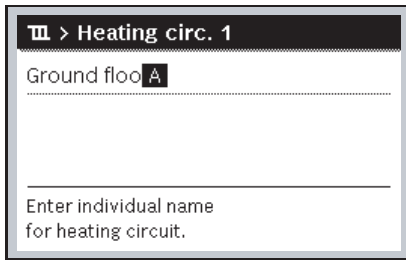 > Heating circ. 1
Ground flooA
Enter individual name
for heating circuit.